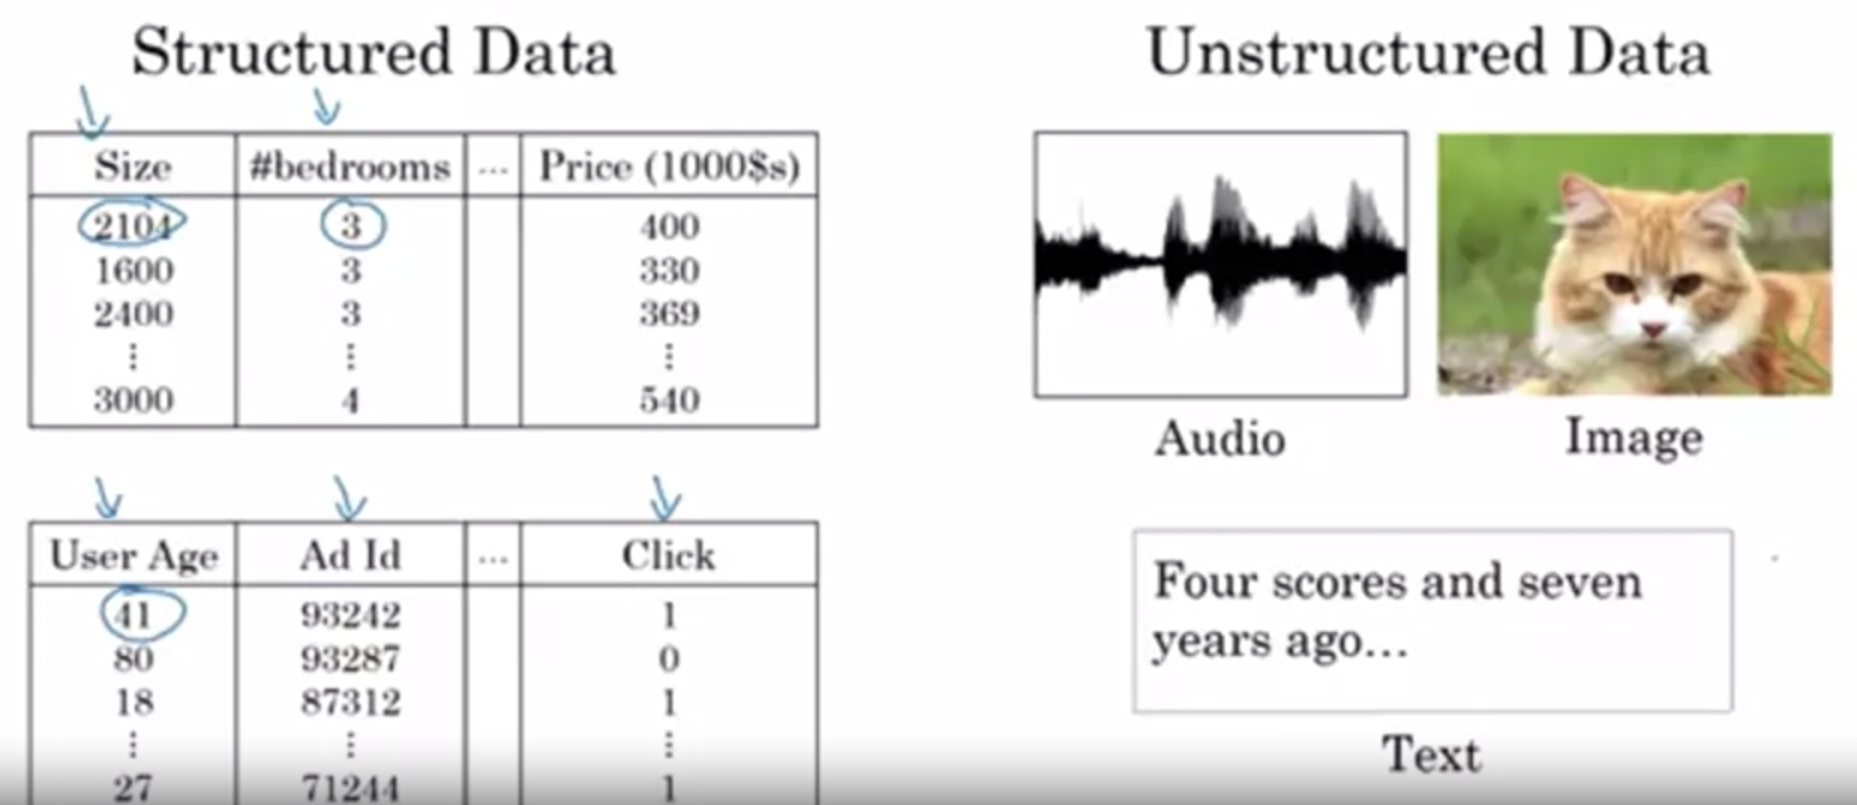 Structured Data
Size #bedrooms ... Price (1000$s)
2104 3 400
1600 3 330
2400 3 369
⋮ ⋮ ⋮
3000 4 540
User Age Ad Id ... Click
41 93242 1
80 93287 0
18 87312 1
⋮ ⋮ ⋮
27 71244 1
Unstructured Data
Audio
Image
Four scores and seven
years ago...
Text